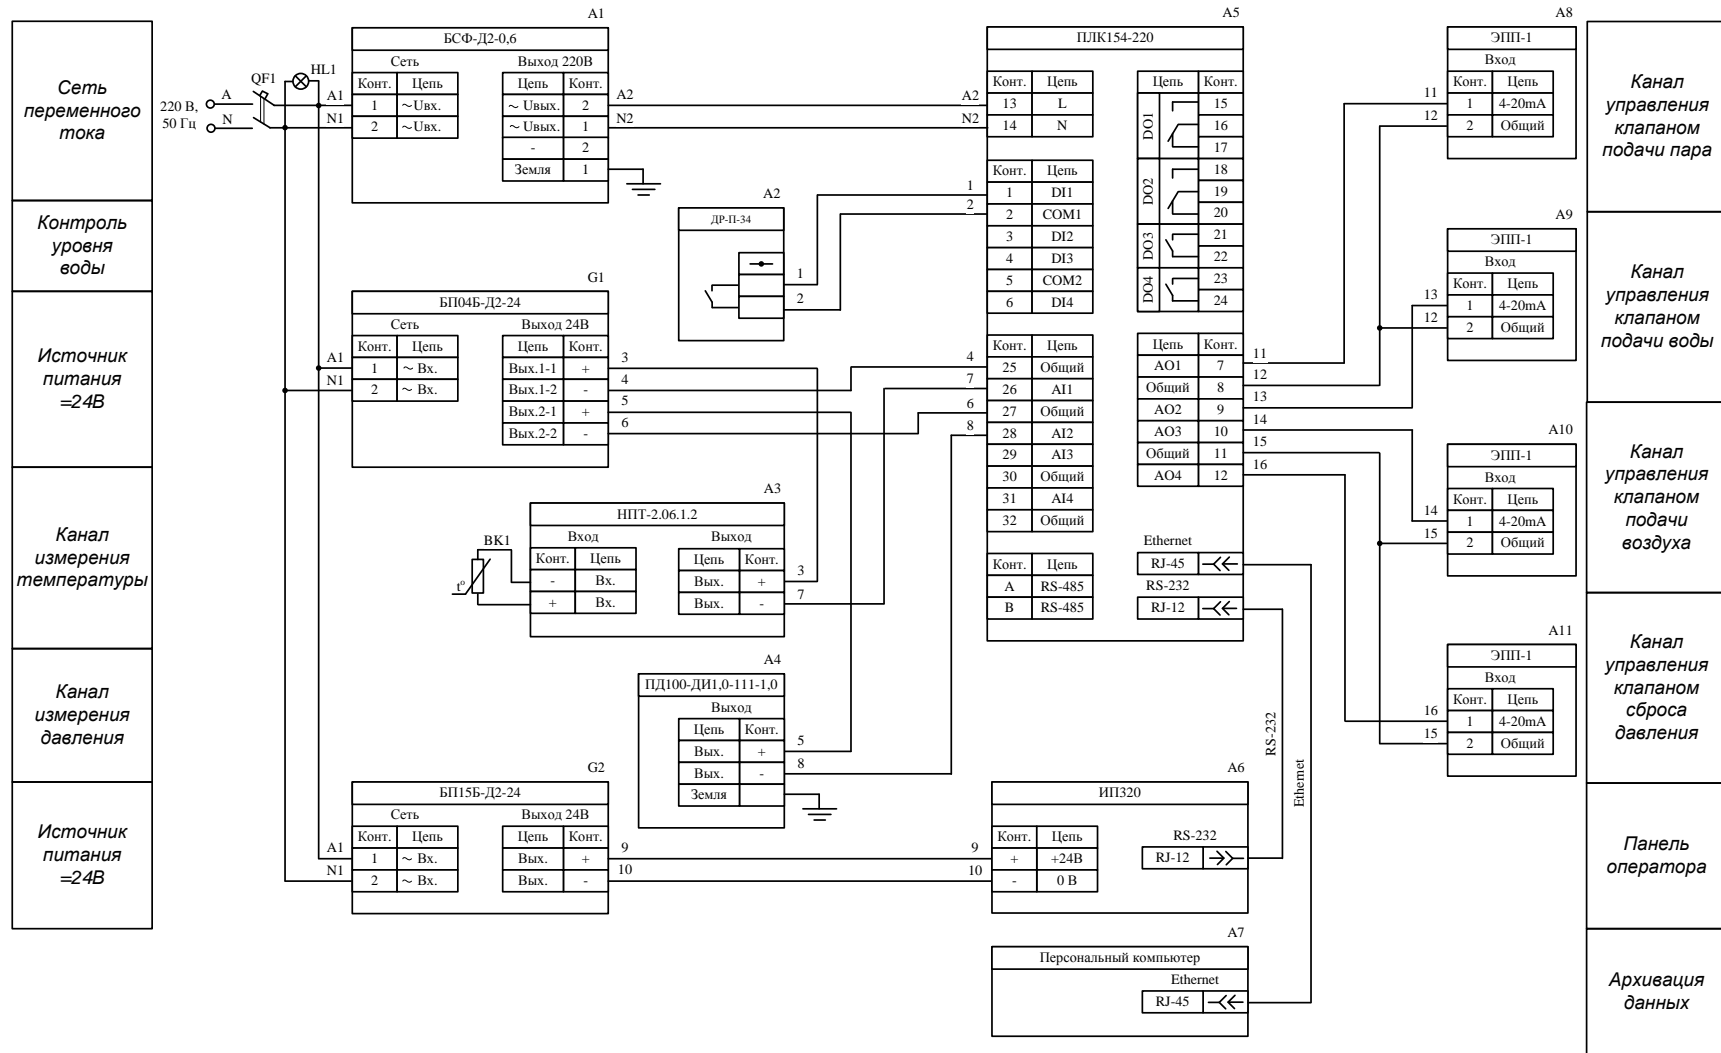 Сеть
переменного
тока
Контроль
уровня
воды
Источник
питания
=24В
Канал
измерения
температуры
Канал
измерения
давления
Источник
питания
=24В
220 В,
50 Гц
A
N
QF1
HL1
A1
N1
A1
БСФ-Д2-0,6
Сеть
Конт. Цепь
1 ~Uвх.
2 ~Uвх.
Выход 220В
Цепь Конт.
~ Uвых. 2
~ Uвых. 1
- 2
Земля 1
A2
N2
A2
N2
A2
ДР-П-34
1
2
1
2
G1
БП04Б-Д2-24
Сеть
Конт. Цепь
A1 1 ~ Вх.
N1 2 ~ Вх.
Выход 24В
Цепь Конт.
Вых.1-1 + 3
Вых.1-2 - 4
Вых.2-1 + 5
Вых.2-2 - 6
A3
НПТ-2.06.1.2
BK1
t°
Вход
Конт. Цепь
- Вх.
+ Вх.
Выход
Цепь Конт.
Вых. + 3
Вых. - 7
A4
ПД100-ДИ1,0-111-1,0
Выход
Цепь Конт.
Вых. + 5
Вых. - 8
Земля
G2
БП15Б-Д2-24
Сеть
Конт. Цепь
A1 1 ~ Вх.
N1 2 ~ Вх.
Выход 24В
Цепь Конт.
Вых. + 9
Вых. - 10
A5
ПЛК154-220
Конт. Цепь
13 L
14 N
Конт. Цепь
1 DI1
2 COM1
3 DI2
4 DI3
5 COM2
6 DI4
Конт. Цепь
4 25 Общий
7 26 AI1
6 27 Общий
8 28 AI2
29 AI3
30 Общий
31 AI4
32 Общий
Конт. Цепь
A RS-485
B RS-485
Цепь Конт.
DO1
15
16
17
DO2
18
19
20
DO3
21
22
DO4
23
24
Цепь Конт.
AO1 7 11
Общий 8 12
AO2 9 13
AO3 10 14
Общий 11 15
AO4 12 16
Ethernet
RJ-45
RS-232
RJ-12
RS-232
Ethernet
A6
ИП320
Конт. Цепь
9 + +24В
10 - 0 В
RS-232
RJ-12
A7
Персональный компьютер
Ethernet
RJ-45
A8
ЭПП-1
Вход
Конт. Цепь
11 1 4-20mA
12 2 Общий
A9
ЭПП-1
Вход
Конт. Цепь
13 1 4-20mA
12 2 Общий
A10
ЭПП-1
Вход
Конт. Цепь
14 1 4-20mA
15 2 Общий
A11
ЭПП-1
Вход
Конт. Цепь
16 1 4-20mA
15 2 Общий
Канал
управления
клапаном
подачи пара
Канал
управления
клапаном
подачи воды
Канал
управления
клапаном
подачи
воздуха
Канал
управления
клапаном
сброса
давления
Панель
оператора
Архивация
данных